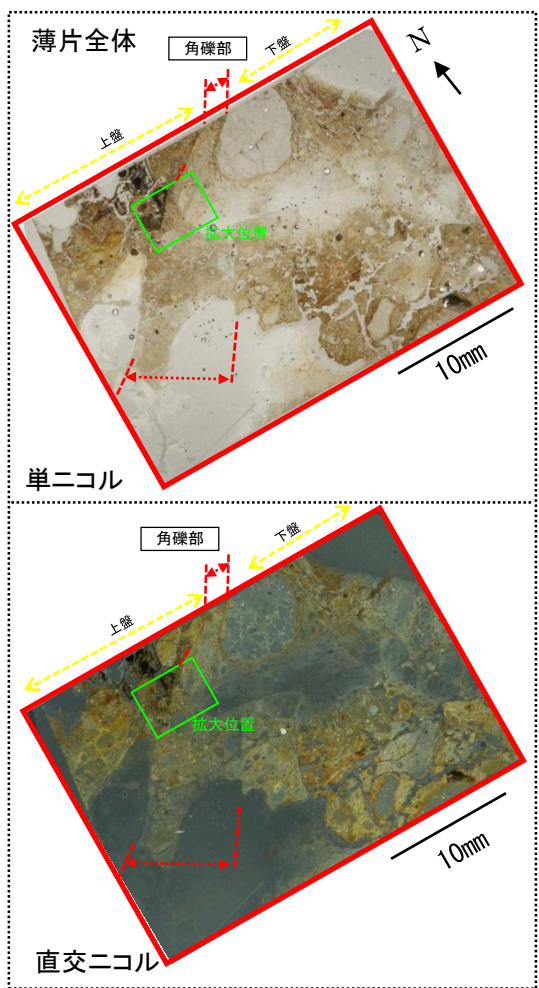 薄片全体
角礫部
下盤
N
上盤
拡大位置
10mm
単ニコル
角礫部
下盤
上盤
拡大位置
10mm
直交ニコル